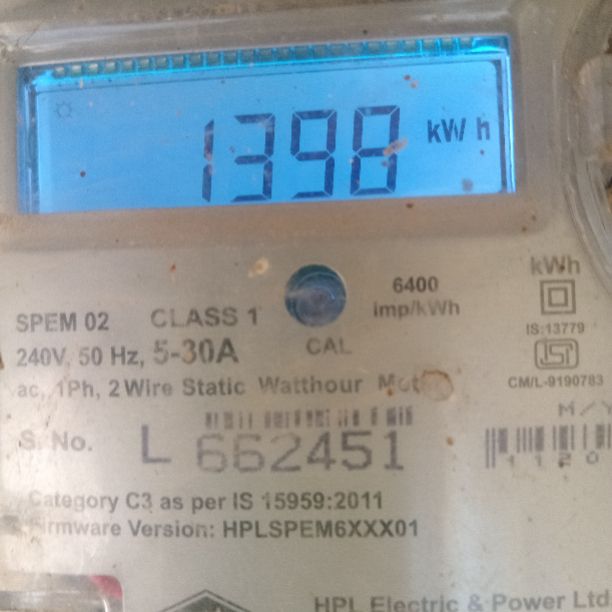 1398 kW h
6400
imp/kWh
kWh
SPEM 02 CLASS 1
CAL
IS:13779
240V, 50 Hz, 5-30A
CM/L-9190783
ac, 1Ph, 2 Wire Static Watthour
M/Y
S. No. L 662451
1120
Category C3 as per IS 15959:2011
Firmware Version: HPLSPEM6XXX01
HPL Electric & Power Ltd